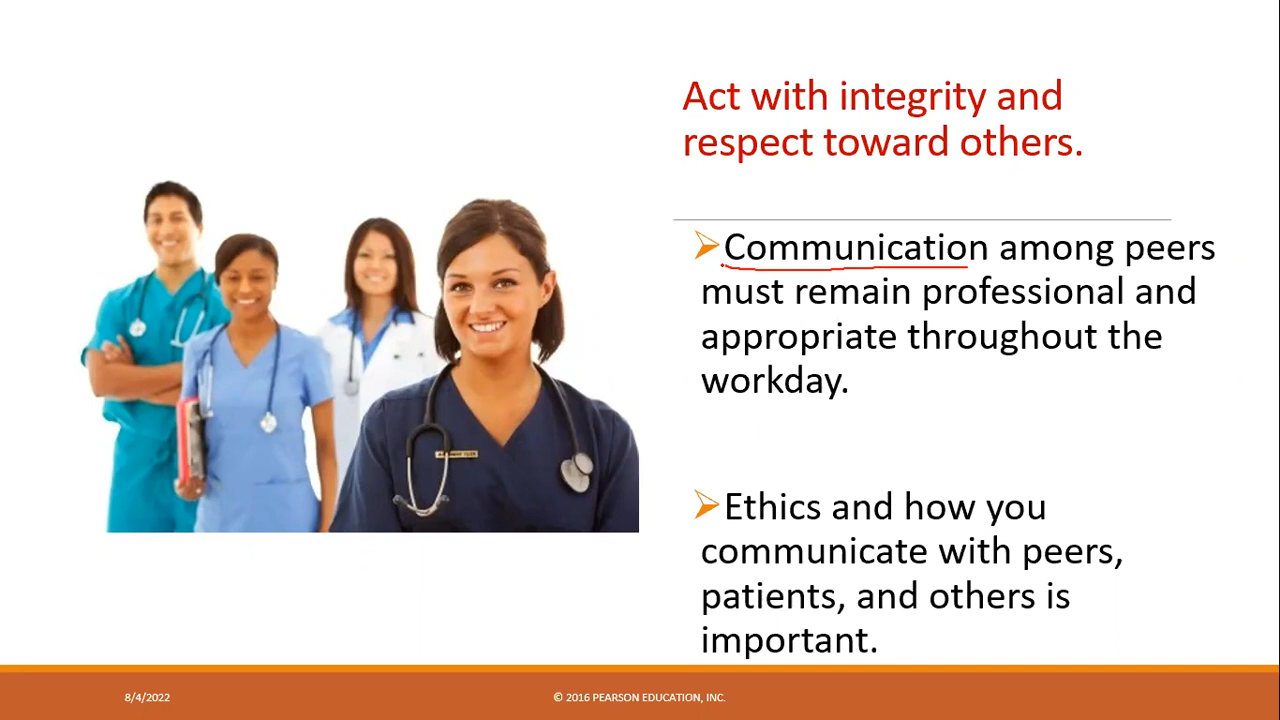 Act with integrity and
respect toward others.
Communication among peers
must remain professional and
appropriate throughout the
workday.
Ethics and how you
communicate with peers,
patients, and others is
important.
8/4/2022
© 2016 PEARSON EDUCATION, INC.